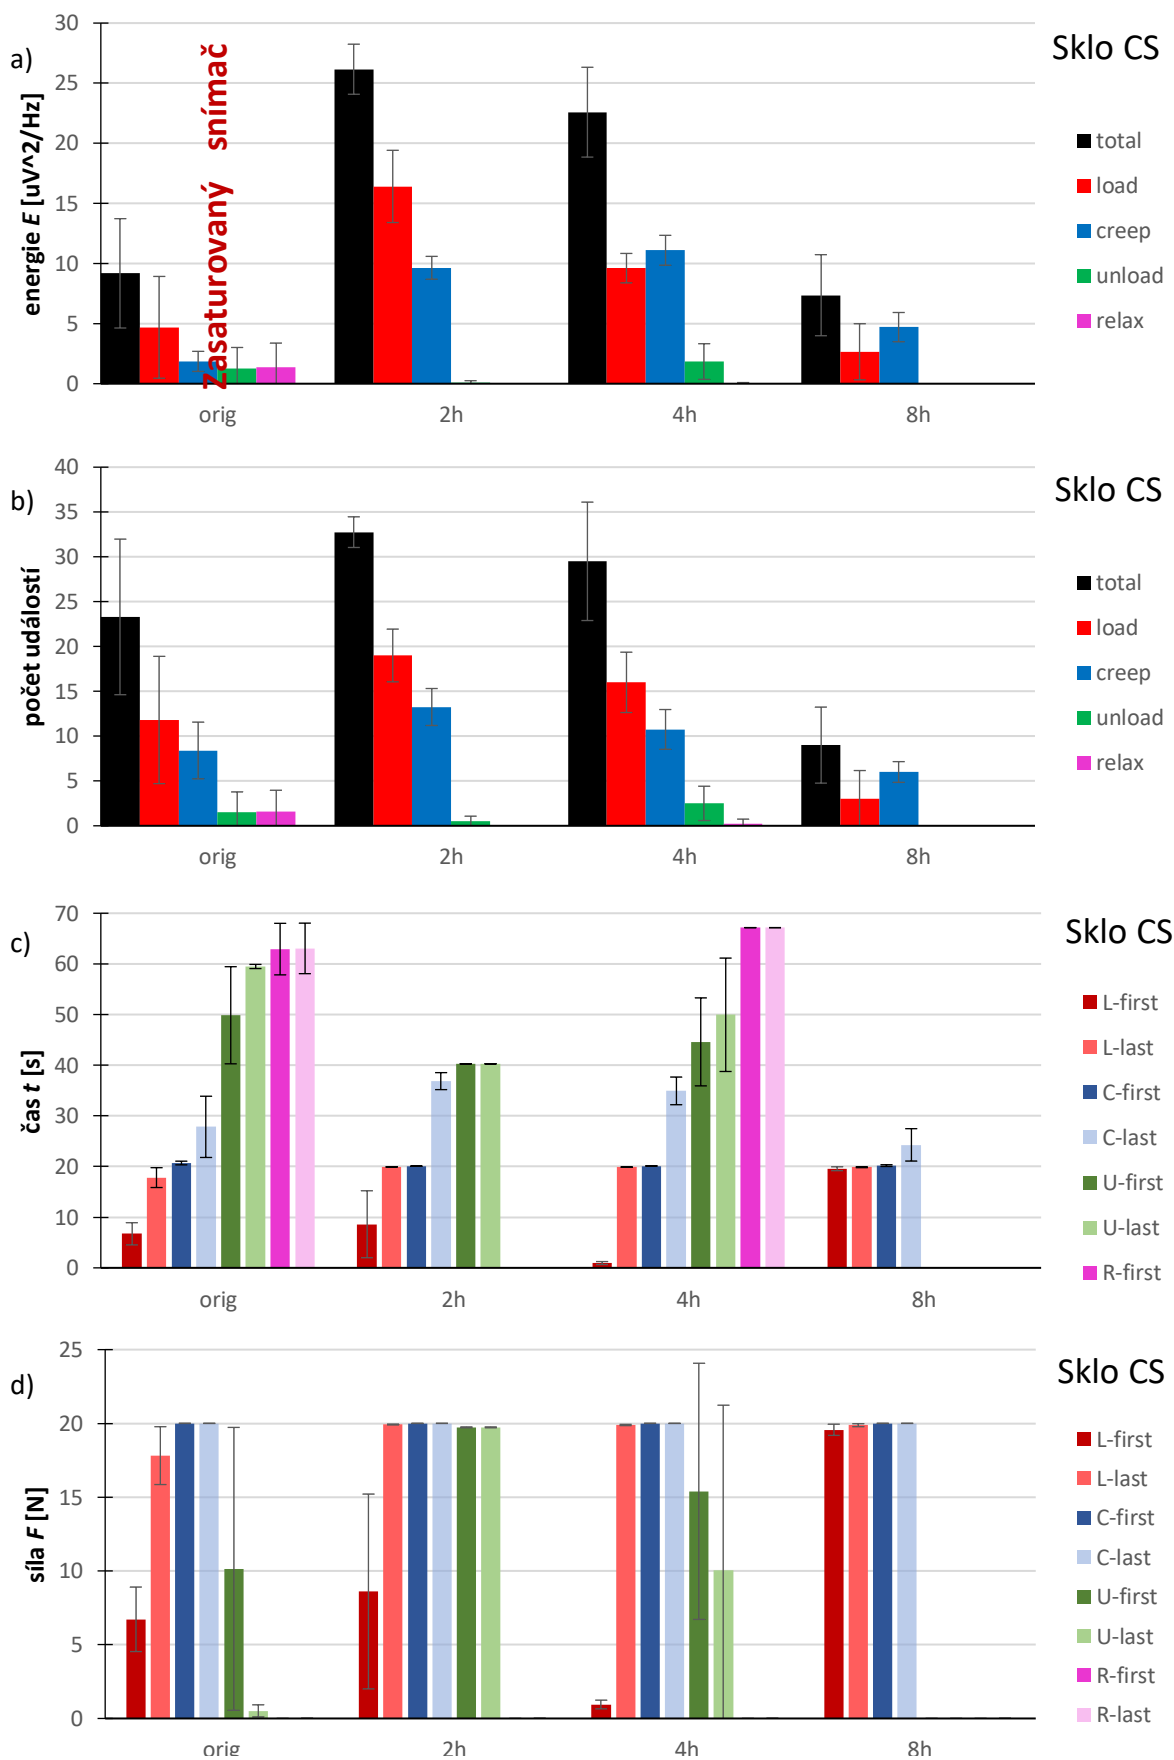 a)
Sklo CS
energie E [uV^2/Hz]
30
25
20
15
10
5
0
Zasaturovaný snímač
orig
2h
4h
8h
total
load
creep
unload
relax
b)
Sklo CS
počet událostí
40
35
30
25
20
15
10
5
0
orig
2h
4h
8h
total
load
creep
unload
relax
c)
Sklo CS
čas t [s]
70
60
50
40
30
20
10
0
orig
2h
4h
8h
L-first
L-last
C-first
C-last
U-first
U-last
R-first
d)
Sklo CS
síla F [N]
25
20
15
10
5
0
orig
2h
4h
8h
L-first
L-last
C-first
C-last
U-first
U-last
R-first
R-last